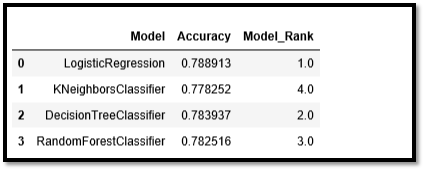 Model Accuracy Model_Rank
0 LogisticRegression 0.788913 1.0
1 KNeighborsClassifier 0.778252 4.0
2 DecisionTreeClassifier 0.783937 2.0
3 RandomForestClassifier 0.782516 3.0